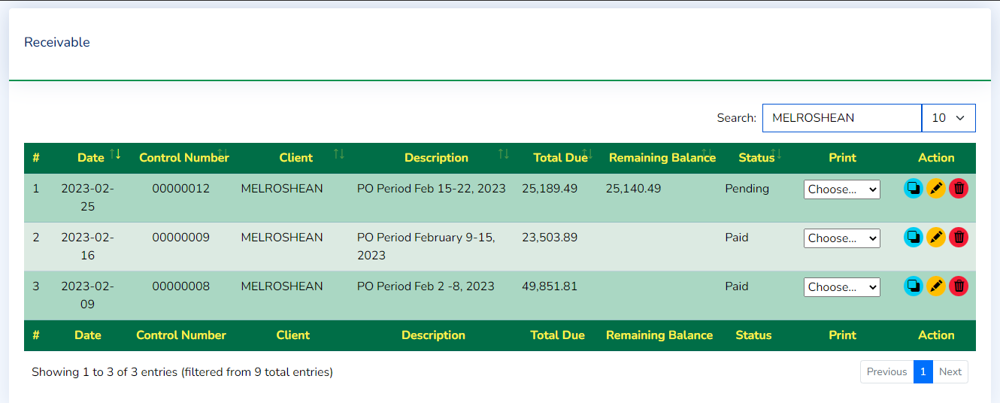 Receivable
Search: MELROSHEAN 10
# Date Control Number Client Description Total Due Remaining Balance Status Print Action
1 2023-02- 00000012 MELROSHEAN PO Period Feb 15-22, 2023 25,189.49 25,140.49 Pending Choose...
25
2 2023-02- 00000009 MELROSHEAN PO Period February 9-15, 23,503.89 Paid Choose...
16 2023
3 2023-02- 00000008 MELROSHEAN PO Period Feb 2 -8, 2023 49,851.81 Paid Choose...
09
# Date Control Number Client Description Total Due Remaining Balance Status Print Action
Showing 1 to 3 of 3 entries (filtered from 9 total entries) Previous 1 Next